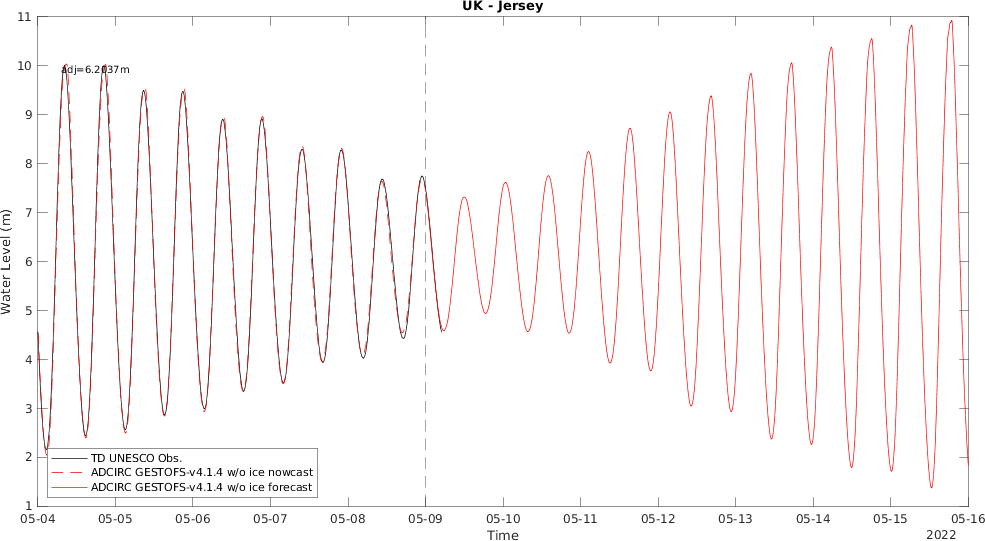 UK - Jersey
11
10
9
8
7
6
5
4
3
2
1
Water Level (m)
adj=6.2037m
TD UNESCO Obs.
ADCIRC GESTOFS-v4.1.4 w/o ice nowcast
ADCIRC GESTOFS-v4.1.4 w/o ice forecast
05-04 05-05 05-06 05-07 05-08 05-09 05-10 05-11 05-12 05-13 05-14 05-15 05-16
Time
2022